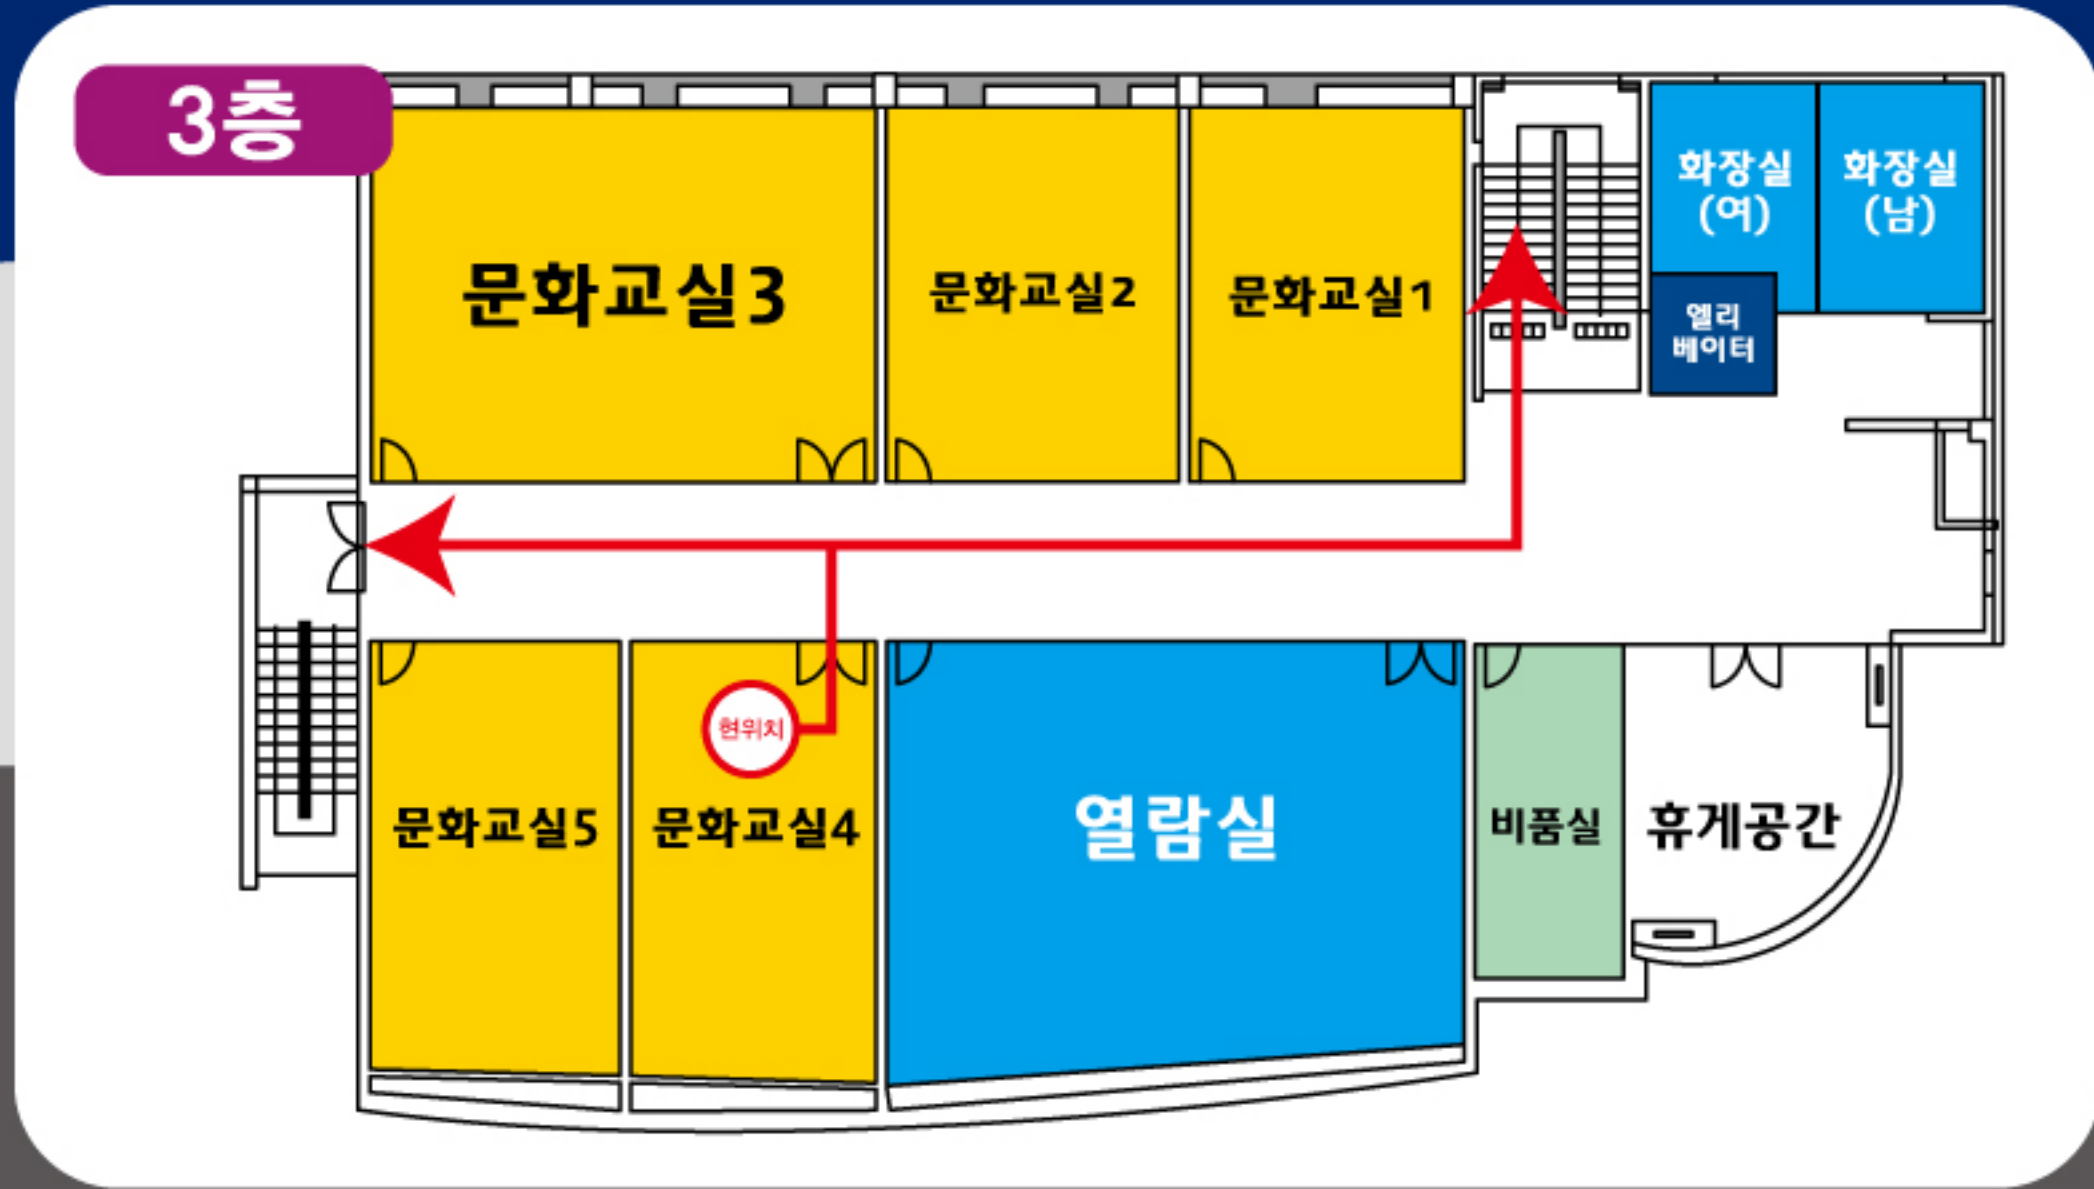 3층
화장실
(여)
화장실
(남)
문화교실3
문화교실2
문화교실1
엘리
베이터
현위치
문화교실5
문화교실4
열람실
비품실
휴게공간